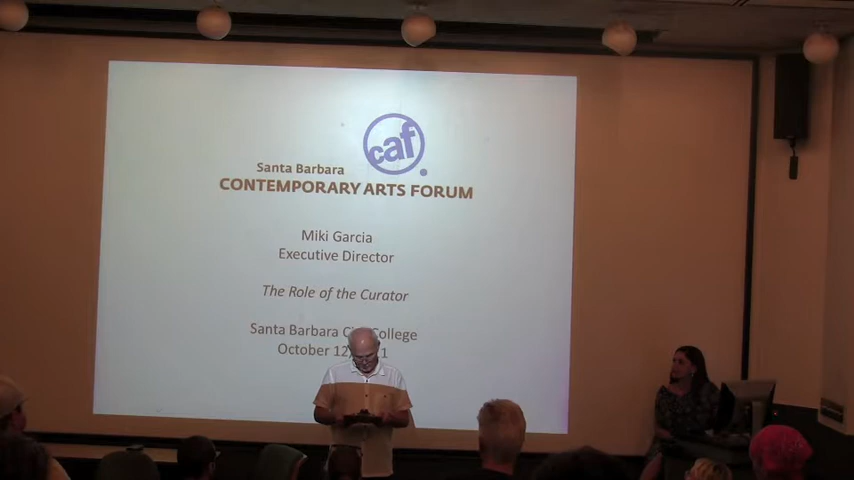 caf
Santa Barbara
CONTEMPORARY ARTS FORUM
Miki Garcia
Executive Director
The Role of the Curator
Santa Barbara College
October 12,